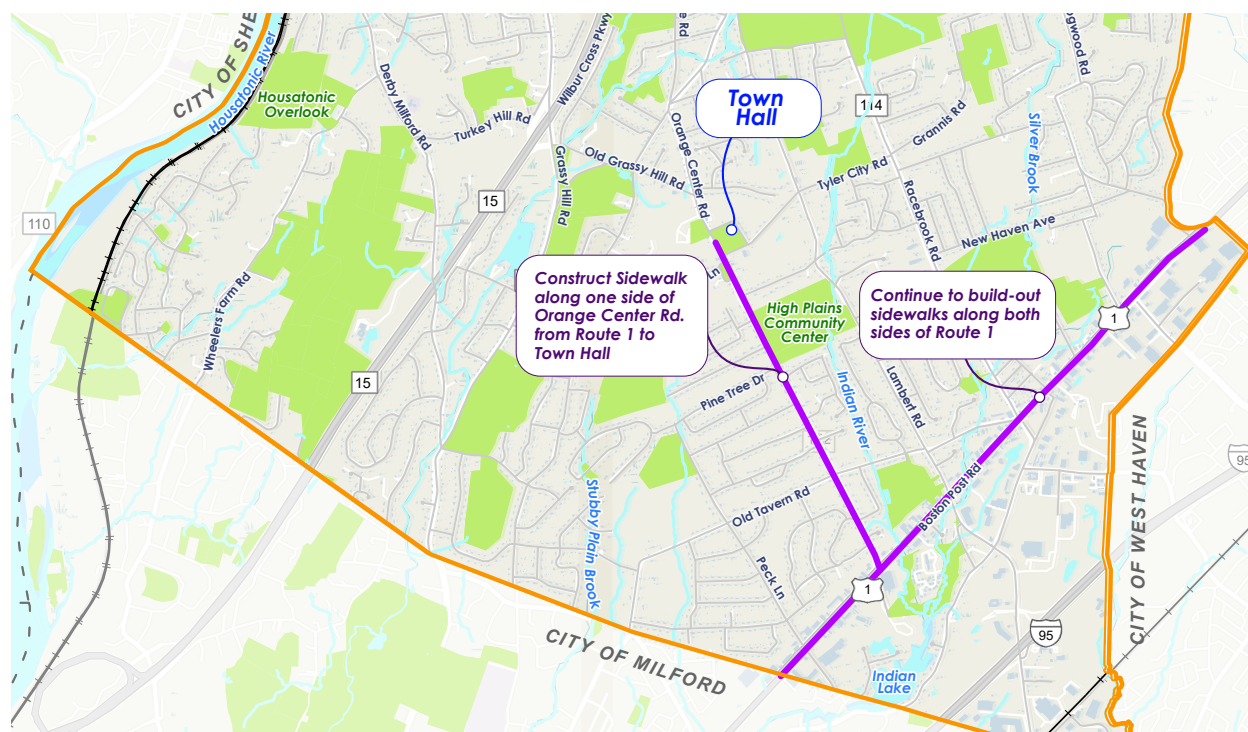 CITY OF SHE
Housatonic River
Housatonic
Overlook
Derby Milford Rd
Turkey Hill Rd
Wilbur Cross Pkwy
e Rd
Town
Hall
114
Grannis Rd
ogwood Rd
Silver Brook
Orange Center Rd
Old Grassy Hill Rd
Grassy Hill Rd
Tyler City Rd
Racebrook Rd
New Haven Ave
15
110
Ln
Construct Sidewalk
along one side of
Orange Center Rd.
from Route 1 to
Town Hall
High Plains
Community
Center
Continue to build-out
sidewalks along both
sides of Route 1
1
Wheelers Farm Rd
15
Pine Tree Dr
Indian River
Lambert Rd
CITY OF WEST HAVEN
95
Old Tavern Rd
Boston Post Rd
Stubby Plain Brook
Peck Ln
1
95
CITY OF MILFORD
Indian
Lake